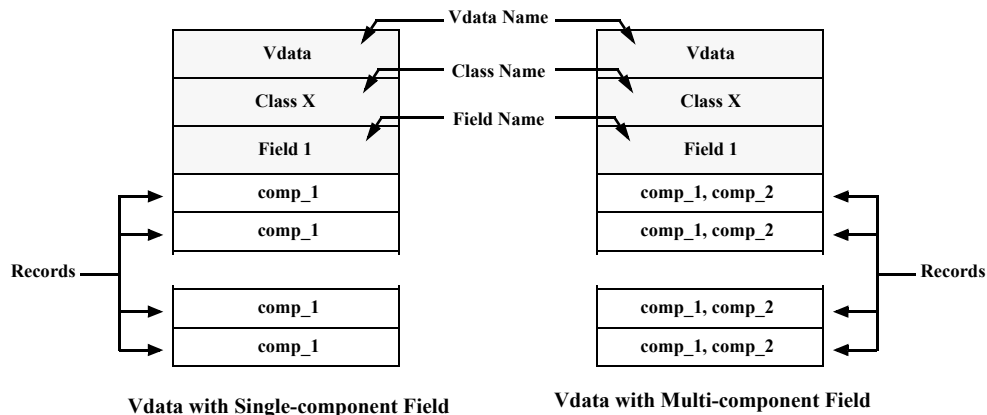 Vdata Name
Vdata
Vdata
Class Name
Class X
Class X
Field Name
Field 1
Field 1
comp_1
comp_1, comp_2
comp_1
comp_1, comp_2
Records
Records
comp_1
comp_1, comp_2
comp_1
comp_1, comp_2
Vdata with Single-component Field
Vdata with Multi-component Field